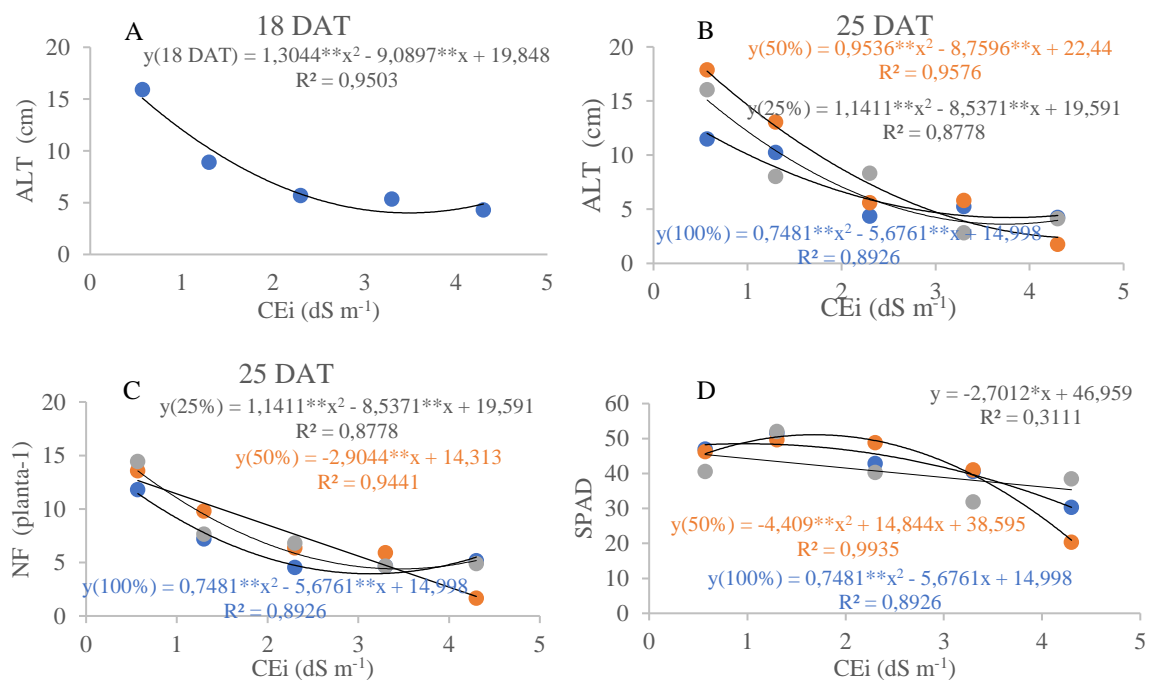 A
18 DAT
y(18 DAT) = 1,3044**x² - 9,0897**x + 19,848
R² = 0,9503
ALT (cm)
20
15
10
5
0
0 1 2 3 4 5
CEi (dS m⁻¹)
B
25 DAT
y(50%) = 0,9536**x² - 8,7596**x + 22,44
R² = 0,9576
y(25%) = 1,1411**x² - 8,5371**x + 19,591
R² = 0,8778
y(100%) = 0,7481**x² - 5,6761**x + 14,998
R² = 0,8926
ALT (cm)
20
15
10
5
0
0 1 2 3 4 5
CEi (dS m⁻¹)
C
25 DAT
y(25%) = 1,1411**x² - 8,5371**x + 19,591
R² = 0,8778
y(50%) = -2,9044**x + 14,313
R² = 0,9441
y(100%) = 0,7481**x² - 5,6761**x + 14,998
R² = 0,8926
NF (planta-1)
20
15
10
5
0
0 1 2 3 4 5
CEi (dS m⁻¹)
D
y = -2,7012*x + 46,959
R² = 0,3111
y(50%) = -4,409**x² + 14,844x + 38,595
R² = 0,9935
y(100%) = 0,7481**x² - 5,6761x + 14,998
R² = 0,8926
SPAD
60
50
40
30
20
10
0
0 1 2 3 4 5
CEi (dS m⁻¹)